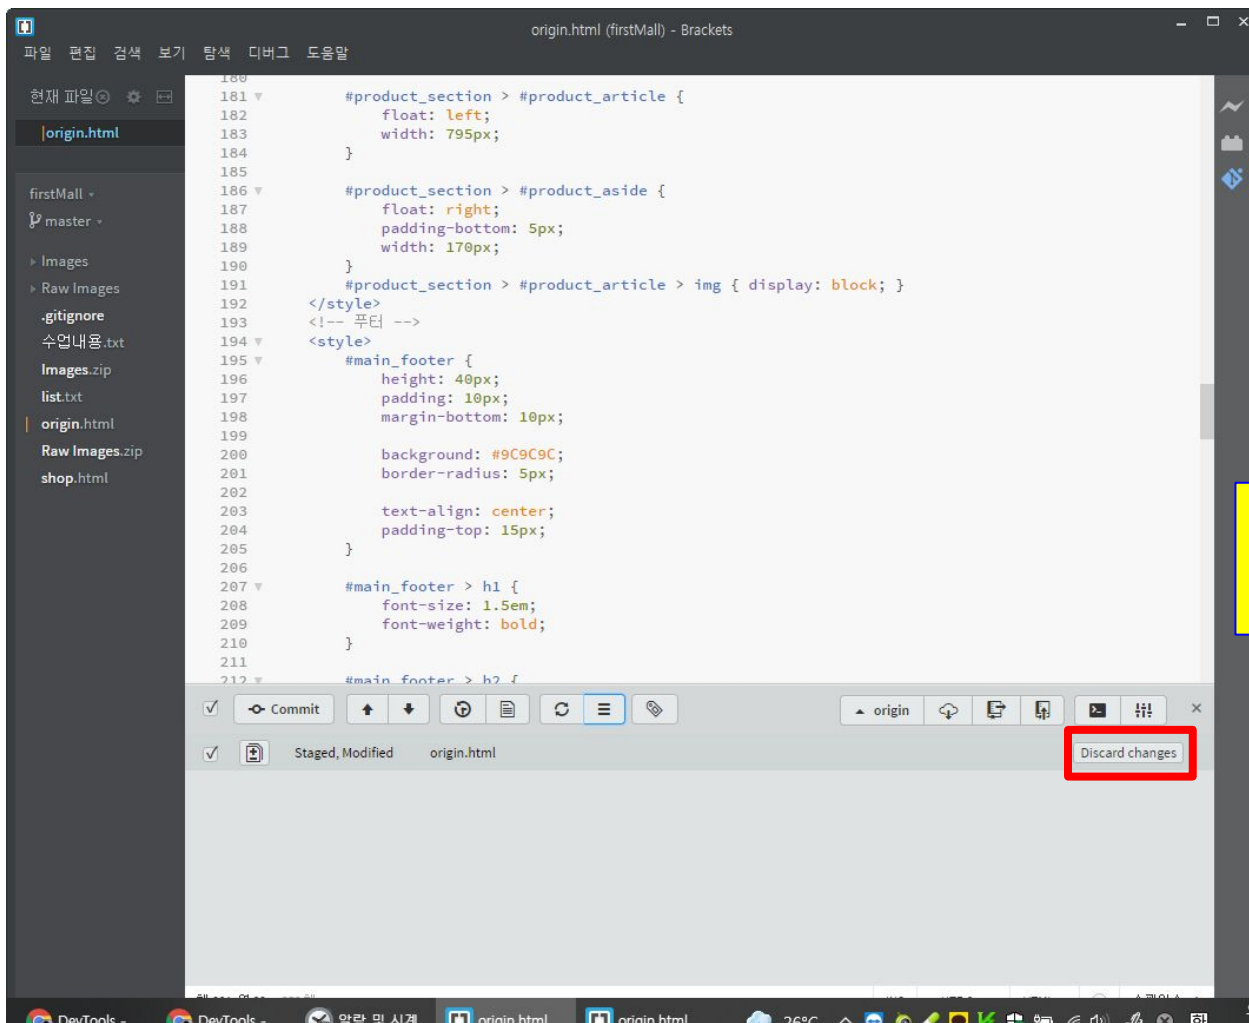 origin.html (firstMall) - Brackets
파일 편집 검색 보기 탐색 디버그 도움말
현재 파일
origin.html
firstMall
master
Images
Raw Images
.gitignore
수업내용.txt
Images.zip
list.txt
origin.html
Raw Images.zip
shop.html
180
181 #product_section > #product_article {
182 float: left;
183 width: 795px;
184 }
185
186 #product_section > #product_aside {
187 float: right;
188 padding-bottom: 5px;
189 width: 170px;
190 }
191 #product_section > #product_article > img { display: block; }
192 </style>
193 <!-- 푸터 -->
194 <style>
195 #main_footer {
196 height: 40px;
197 padding: 10px;
198 margin-bottom: 10px;
199
200 background: #9C9C9C;
201 border-radius: 5px;
202
203 text-align: center;
204 padding-top: 15px;
205 }
206
207 #main_footer > h1 {
208 font-size: 1.5em;
209 font-weight: bold;
210 }
211
212 #main_footer > h2 {
Commit
origin
Staged, Modified origin.html
Discard changes
DevTools - DevTools - 알람 및 시계 origin.html origin.html 26°C